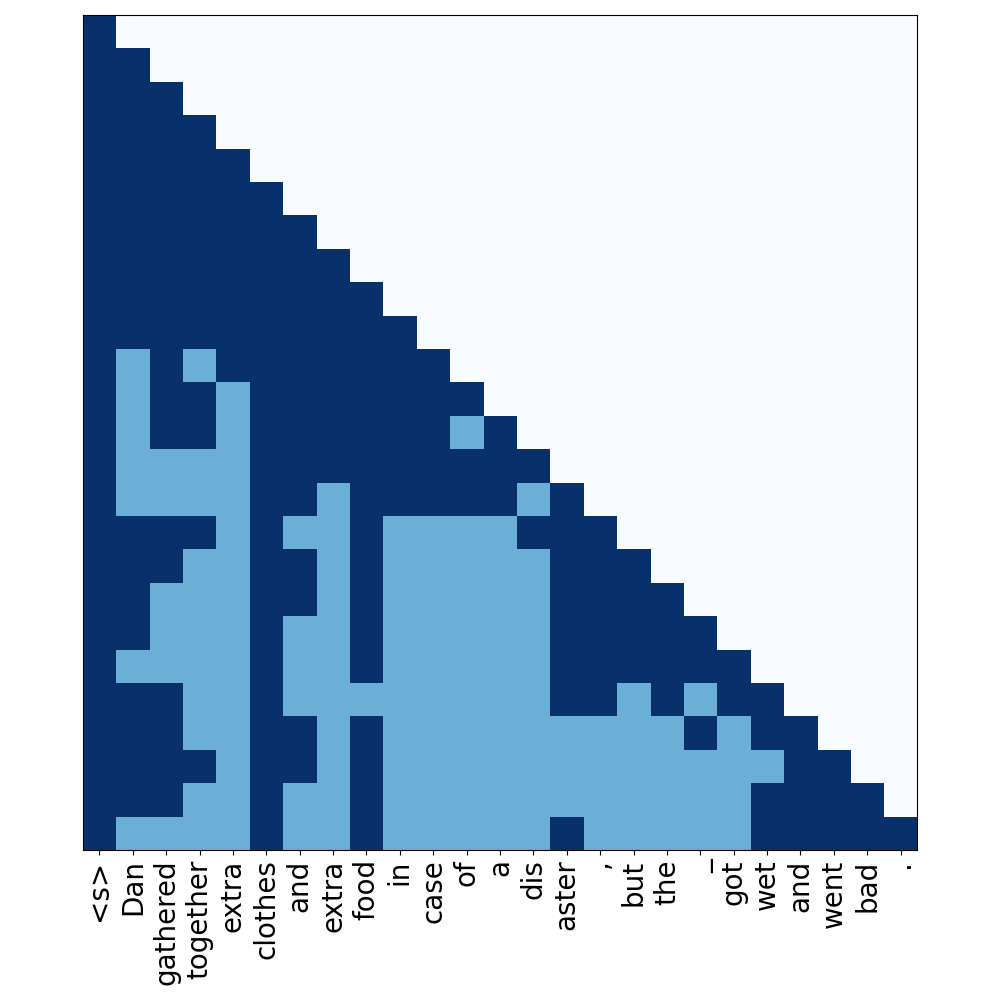 <s> Dan gathered together extra clothes and extra food in case of a dis aster , but the _ got wet and went bad .